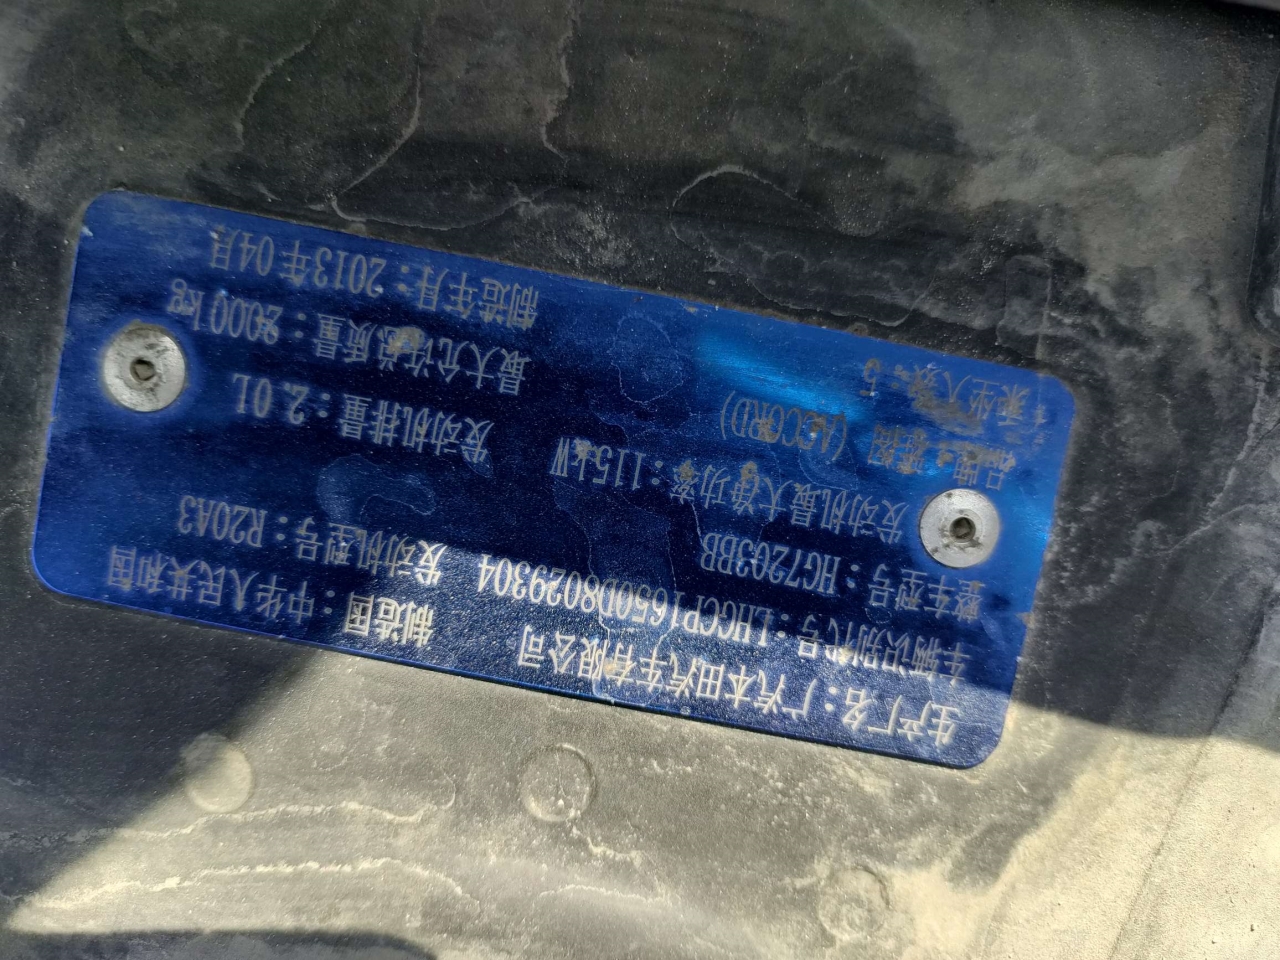 生产厂名：广汽本田汽车有限公司 制造国：中华人民共和国
车辆识别代号：LHGCP1650D8029304 发动机型号：R20A3
整车型号：HG7203BB
发动机最大净功率：115kW 发动机排量：2.0L
品牌：雅阁 (ACCORD) 最大允许总质量：2000kg
乘坐人数：5 制造年月：2013年04月